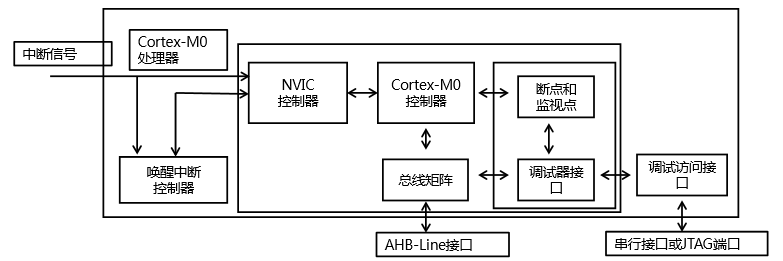 中断信号
Cortex-M0
处理器
NVIC
控制器
Cortex-M0
控制器
断点和
监视点
唤醒中断
控制器
总线矩阵
调试器接
口
调试访问接
口
AHB-Line接口
串行接口或JTAG端口